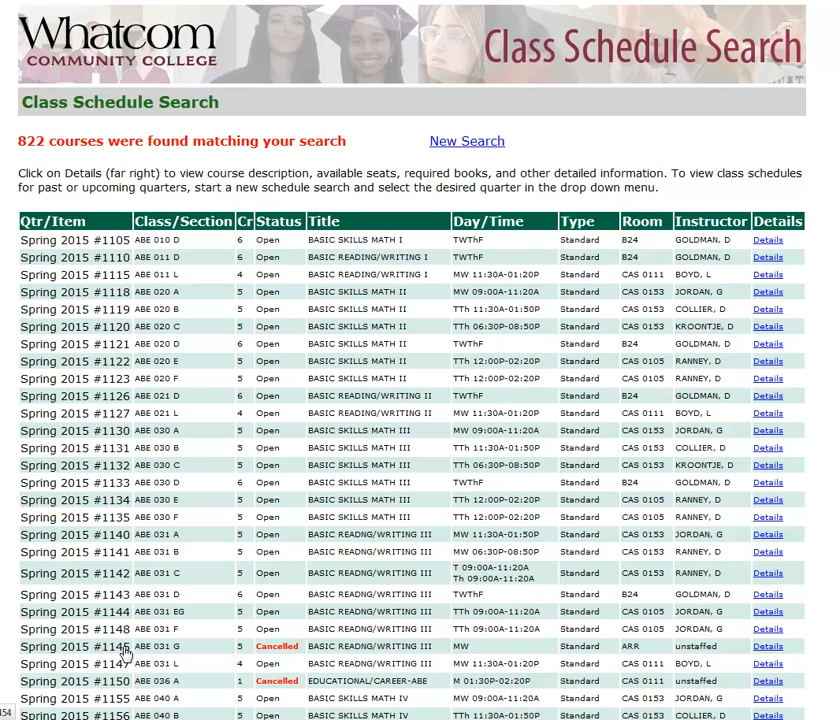 Whatcom
COMMUNITY COLLEGE
Class Schedule Search
Class Schedule Search
822 courses were found matching your search New Search
Click on Details (far right) to view course description, available seats, required books, and other detailed information. To view class schedules
for past or upcoming quarters, start a new schedule search and select the desired quarter in the drop down menu.
Qtr/Item Class/Section Cr Status Title Day/Time Type Room Instructor Details
Spring 2015 #1105 ABE 010 D 6 Open BASIC SKILLS MATH I TWThF Standard B24 GOLDMAN, D Details
Spring 2015 #1110 ABE 011 D 6 Open BASIC READING/WRITING I TWThF Standard B24 GOLDMAN, D Details
Spring 2015 #1115 ABE 011 L 4 Open BASIC READING/WRITING I MW 11:30A-01:20P Standard CAS 0111 BOYD, L Details
Spring 2015 #1118 ABE 020 A 5 Open BASIC SKILLS MATH II MW 09:00A-11:20A Standard CAS 0153 JORDAN, G Details
Spring 2015 #1119 ABE 020 B 5 Open BASIC SKILLS MATH II TTh 11:30A-01:50P Standard CAS 0153 COLLIER, D Details
Spring 2015 #1120 ABE 020 C 5 Open BASIC SKILLS MATH II TTh 06:30P-08:50P Standard CAS 0153 KROONTJE, D Details
Spring 2015 #1121 ABE 020 D 6 Open BASIC SKILLS MATH II TWThF Standard B24 GOLDMAN, D Details
Spring 2015 #1122 ABE 020 E 5 Open BASIC SKILLS MATH II TTh 12:00P-02:20P Standard CAS 0105 RANNEY, D Details
Spring 2015 #1123 ABE 020 F 5 Open BASIC SKILLS MATH II TTh 12:00P-02:20P Standard CAS 0105 RANNEY, D Details
Spring 2015 #1126 ABE 021 D 6 Open BASIC READING/WRITING II TWThF Standard B24 GOLDMAN, D Details
Spring 2015 #1127 ABE 021 L 4 Open BASIC READING/WRITING II MW 11:30A-01:20P Standard CAS 0111 BOYD, L Details
Spring 2015 #1130 ABE 030 A 5 Open BASIC SKILLS MATH III MW 09:00A-11:20A Standard CAS 0153 JORDAN, G Details
Spring 2015 #1131 ABE 030 B 5 Open BASIC SKILLS MATH III TTh 11:30A-01:50P Standard CAS 0153 COLLIER, D Details
Spring 2015 #1132 ABE 030 C 5 Open BASIC SKILLS MATH III TTh 06:30P-08:50P Standard CAS 0153 KROONTJE, D Details
Spring 2015 #1133 ABE 030 D 6 Open BASIC SKILLS MATH III TWThF Standard B24 GOLDMAN, D Details
Spring 2015 #1134 ABE 030 E 5 Open BASIC SKILLS MATH III TTh 12:00P-02:20P Standard CAS 0105 RANNEY, D Details
Spring 2015 #1135 ABE 030 F 5 Open BASIC SKILLS MATH III TTh 12:00P-02:20P Standard CAS 0105 RANNEY, D Details
Spring 2015 #1140 ABE 031 A 5 Open BASIC READNG/WRITING III MW 11:30A-01:50P Standard CAS 0153 JORDAN, G Details
Spring 2015 #1141 ABE 031 B 5 Open BASIC READNG/WRITING III MW 06:30P-08:50P Standard CAS 0153 RANNEY, D Details
Spring 2015 #1142 ABE 031 C 5 Open BASIC READNG/WRITING III T 09:00A-11:20A Standard CAS 0153 RANNEY, D Details
Th 09:00A-11:20A
Spring 2015 #1143 ABE 031 D 6 Open BASIC READNG/WRITING III TWThF Standard B24 GOLDMAN, D Details
Spring 2015 #1144 ABE 031 EG 5 Open BASIC READNG/WRITING III TTh 09:00A-11:20A Standard CAS 0105 JORDAN, G Details
Spring 2015 #1148 ABE 031 F 5 Open BASIC READNG/WRITING III TTh 09:00A-11:20A Standard CAS 0105 JORDAN, G Details
Spring 2015 #1145 ABE 031 G 5 Cancelled BASIC READNG/WRITING III MW Standard ARR unstaffed Details
Spring 2015 #114 ABE 031 L 4 Open BASIC READNG/WRITING III MW 11:30A-01:20P Standard CAS 0111 BOYD, L Details
Spring 2015 #1150 ABE 036 A 1 Cancelled EDUCATIONAL/CAREER-ABE M 01:30P-02:20P Standard CAS 0111 unstaffed Details
Spring 2015 #1155 ABE 040 A 5 Open BASIC SKILLS MATH IV MW 09:00A-11:20A Standard CAS 0153 JORDAN, G Details
Spring 2015 #1156 ABE 040 B 5 Open BASIC SKILLS MATH IV TTh 11:30A-01:50P Standard CAS 0153 COLLIER, D Details
454